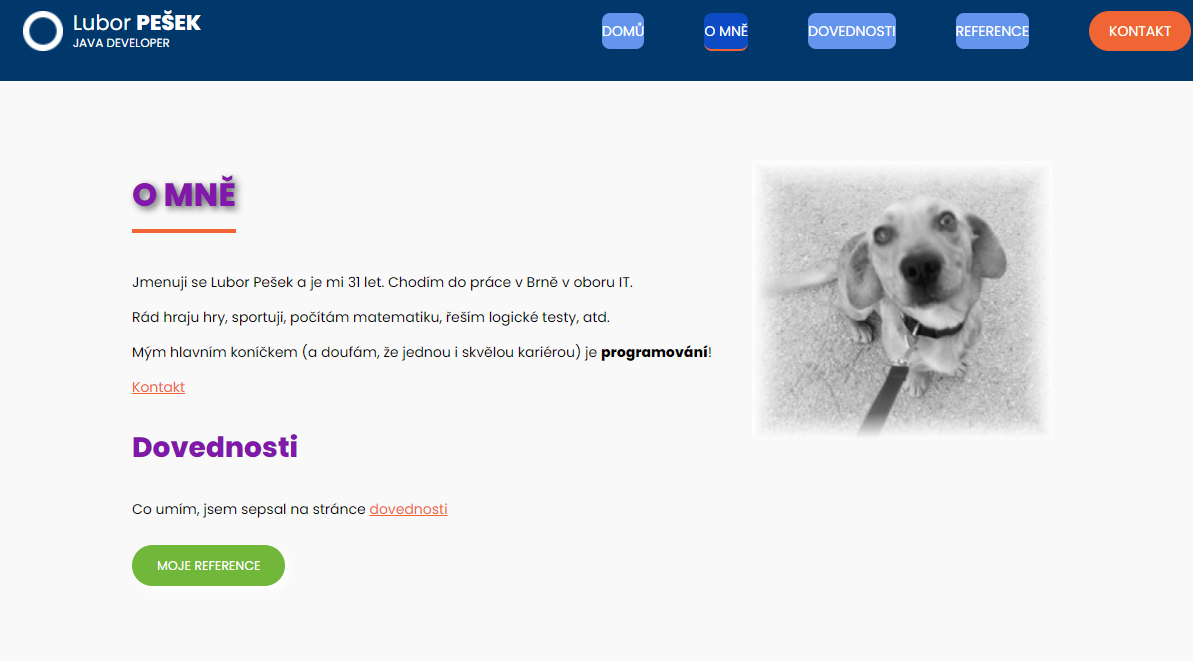 Lubor PEŠEK
JAVA DEVELOPER
DOMŮ
O MNĚ
DOVEDNOSTI
REFERENCE
KONTAKT
O MNĚ
Jmenuji se Lubor Pešek a je mi 31 let. Chodím do práce v Brně v oboru IT.
Rád hraju hry, sportuji, počítám matematiku, řeším logické testy, atd.
Mým hlavním koníčkem (a doufám, že jednou i skvělou kariérou) je programování!
Kontakt
Dovednosti
Co umím, jsem sepsal na stránce dovednosti
MOJE REFERENCE